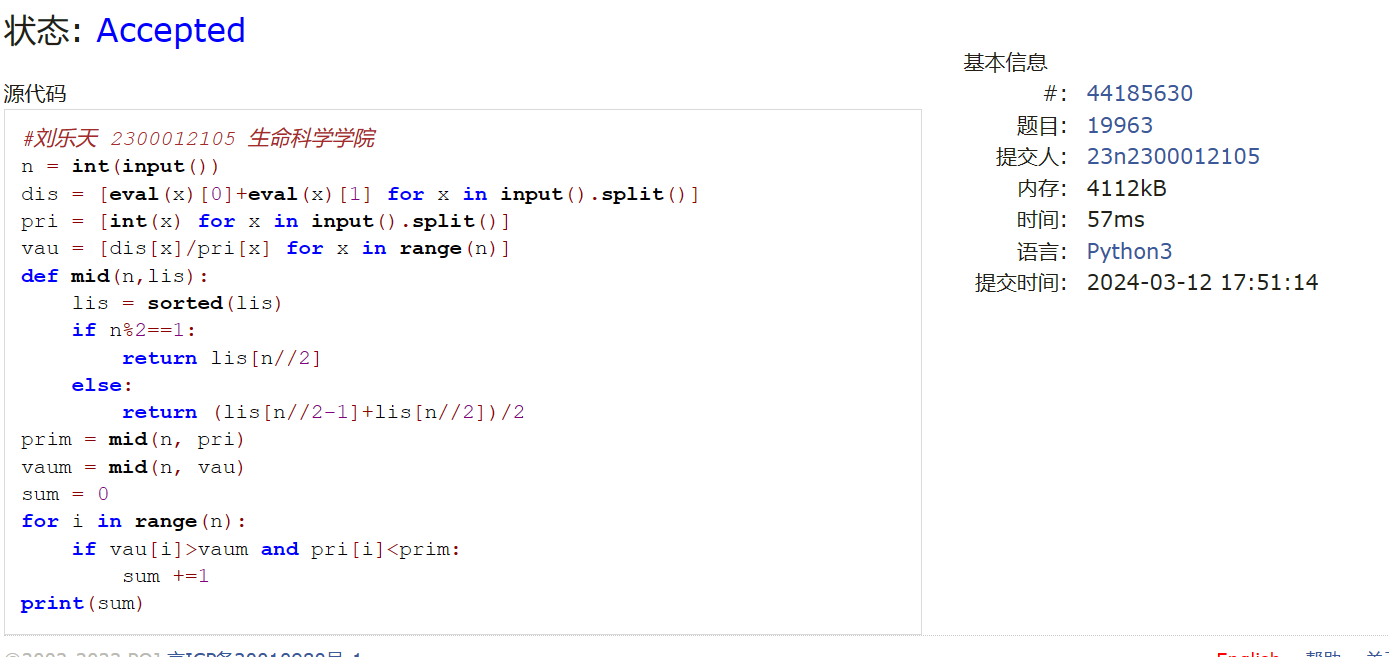 状态: Accepted
源代码
#刘乐天 2300012105 生命科学学院
n = int(input())
dis = [eval(x)[0]+eval(x)[1] for x in input().split()]
pri = [int(x) for x in input().split()]
vau = [dis[x]/pri[x] for x in range(n)]
def mid(n,lis):
    lis = sorted(lis)
    if n%2==1:
        return lis[n//2]
    else:
        return (lis[n//2-1]+lis[n//2])/2
prim = mid(n, pri)
vaum = mid(n, vau)
sum = 0
for i in range(n):
    if vau[i]>vaum and pri[i]<prim:
        sum +=1
print(sum)
基本信息
#: 44185630
题目: 19963
提交人: 23n2300012105
内存: 4112kB
时间: 57ms
语言: Python3
提交时间: 2024-03-12 17:51:14
English 帮助